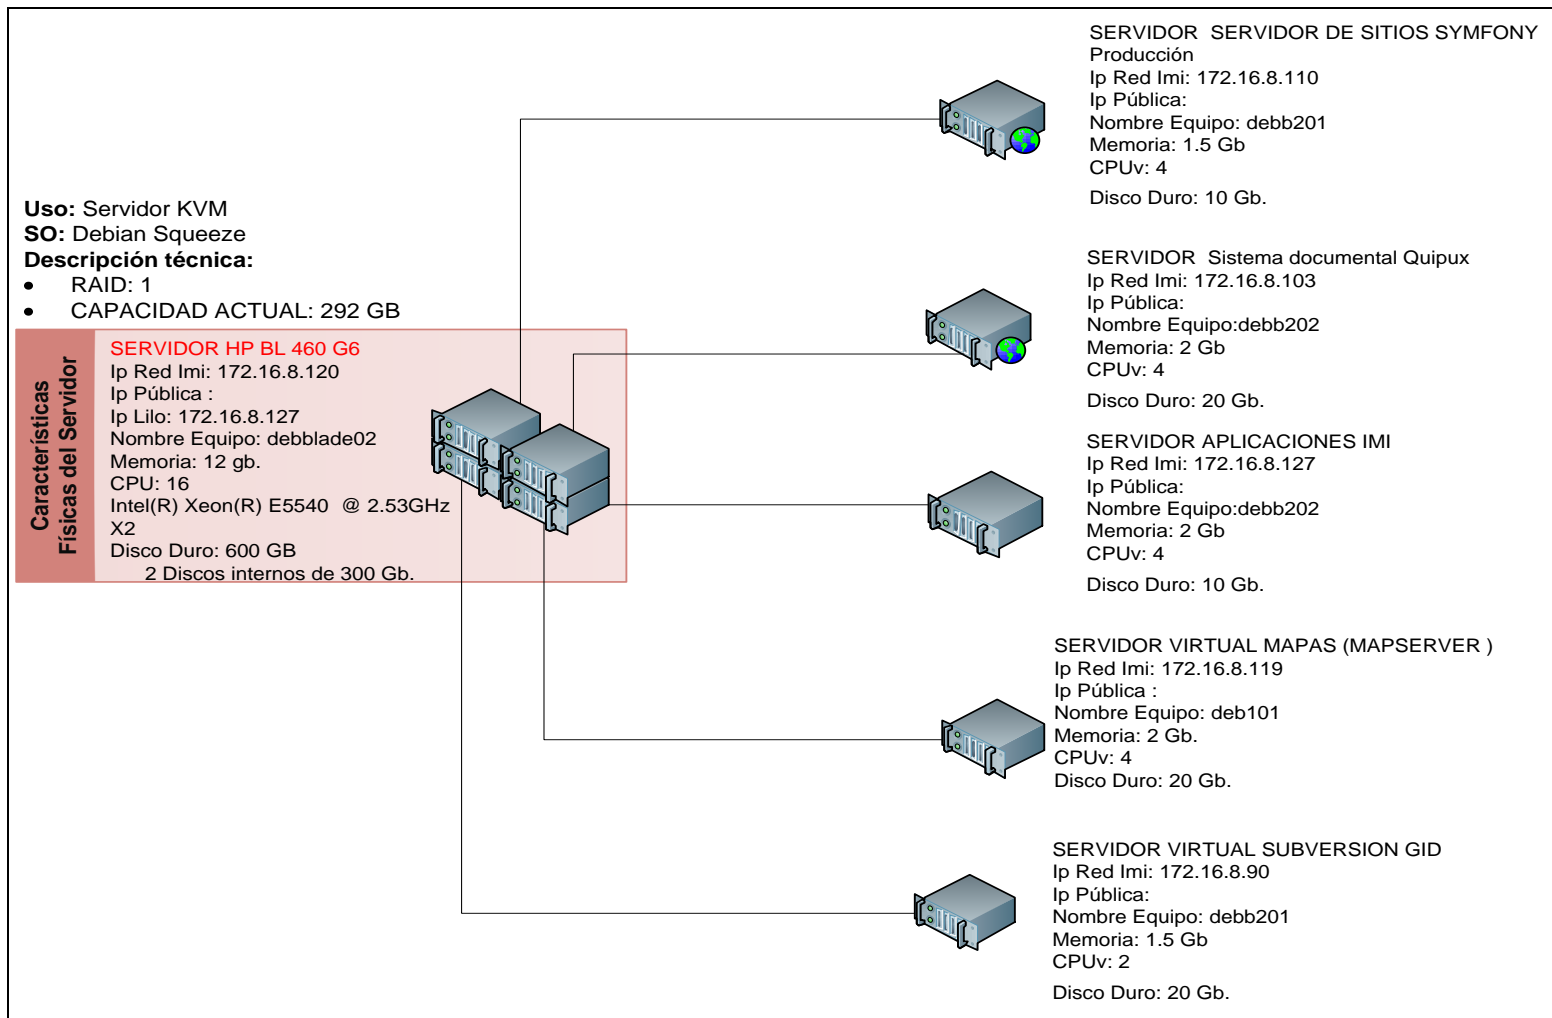 Uso: Servidor KVM
SO: Debian Squeeze
Descripción técnica:
• RAID: 1
• CAPACIDAD ACTUAL: 292 GB
Características
Físicas del Servidor
SERVIDOR HP BL 460 G6
Ip Red Imi: 172.16.8.120
Ip Pública :
Ip Lilo: 172.16.8.127
Nombre Equipo: debblade02
Memoria: 12 gb.
CPU: 16
Intel(R) Xeon(R) E5540 @ 2.53GHz
X2
Disco Duro: 600 GB
2 Discos internos de 300 Gb.
SERVIDOR SERVIDOR DE SITIOS SYMFONY
Producción
Ip Red Imi: 172.16.8.110
Ip Pública:
Nombre Equipo: debb201
Memoria: 1.5 Gb
CPUv: 4
Disco Duro: 10 Gb.
SERVIDOR Sistema documental Quipux
Ip Red Imi: 172.16.8.103
Ip Pública:
Nombre Equipo:debb202
Memoria: 2 Gb
CPUv: 4
Disco Duro: 20 Gb.
SERVIDOR APLICACIONES IMI
Ip Red Imi: 172.16.8.127
Ip Pública:
Nombre Equipo:debb202
Memoria: 2 Gb
CPUv: 4
Disco Duro: 10 Gb.
SERVIDOR VIRTUAL MAPAS (MAPSERVER )
Ip Red Imi: 172.16.8.119
Ip Pública :
Nombre Equipo: deb101
Memoria: 2 Gb.
CPUv: 4
Disco Duro: 20 Gb.
SERVIDOR VIRTUAL SUBVERSION GID
Ip Red Imi: 172.16.8.90
Ip Pública:
Nombre Equipo: debb201
Memoria: 1.5 Gb
CPUv: 2
Disco Duro: 20 Gb.